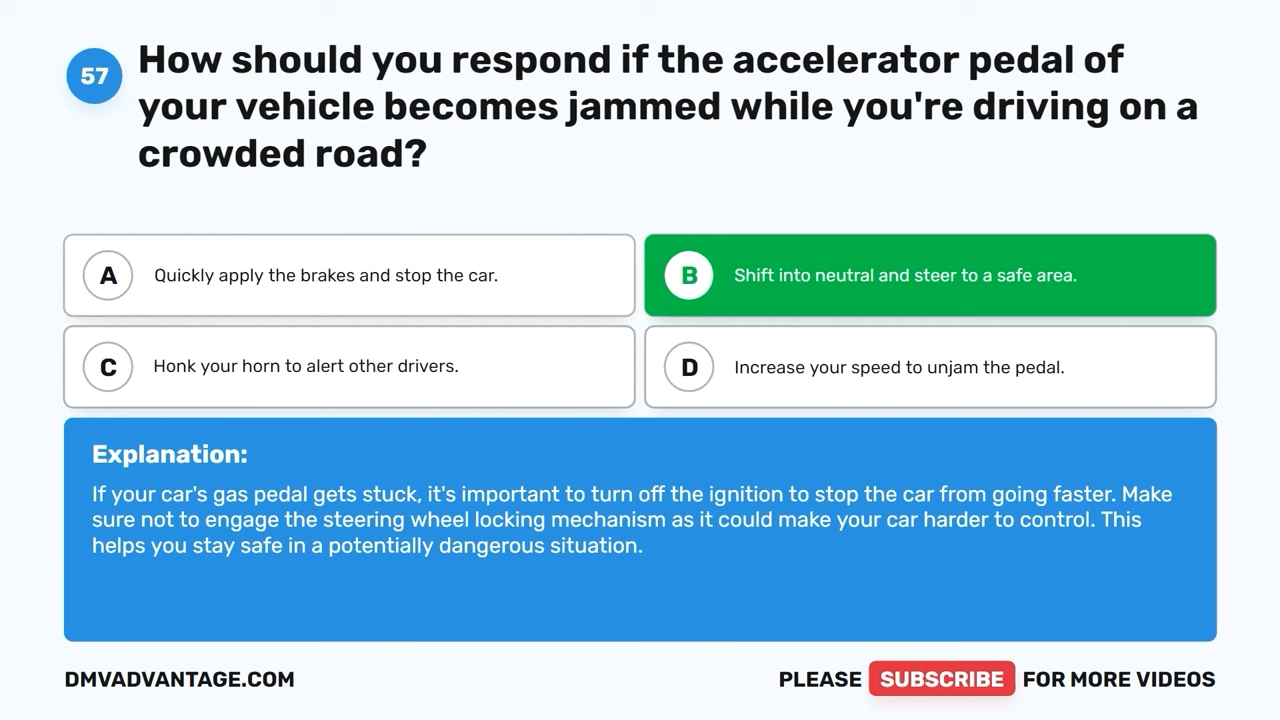 57
How should you respond if the accelerator pedal of
your vehicle becomes jammed while you're driving on a
crowded road?
A
Quickly apply the brakes and stop the car.
B
Shift into neutral and steer to a safe area.
C
Honk your horn to alert other drivers.
D
Increase your speed to unjam the pedal.
Explanation:
If your car's gas pedal gets stuck, it's important to turn off the ignition to stop the car from going faster. Make
sure not to engage the steering wheel locking mechanism as it could make your car harder to control. This
helps you stay safe in a potentially dangerous situation.
DMVADVANTAGE.COM
PLEASE SUBSCRIBE FOR MORE VIDEOS